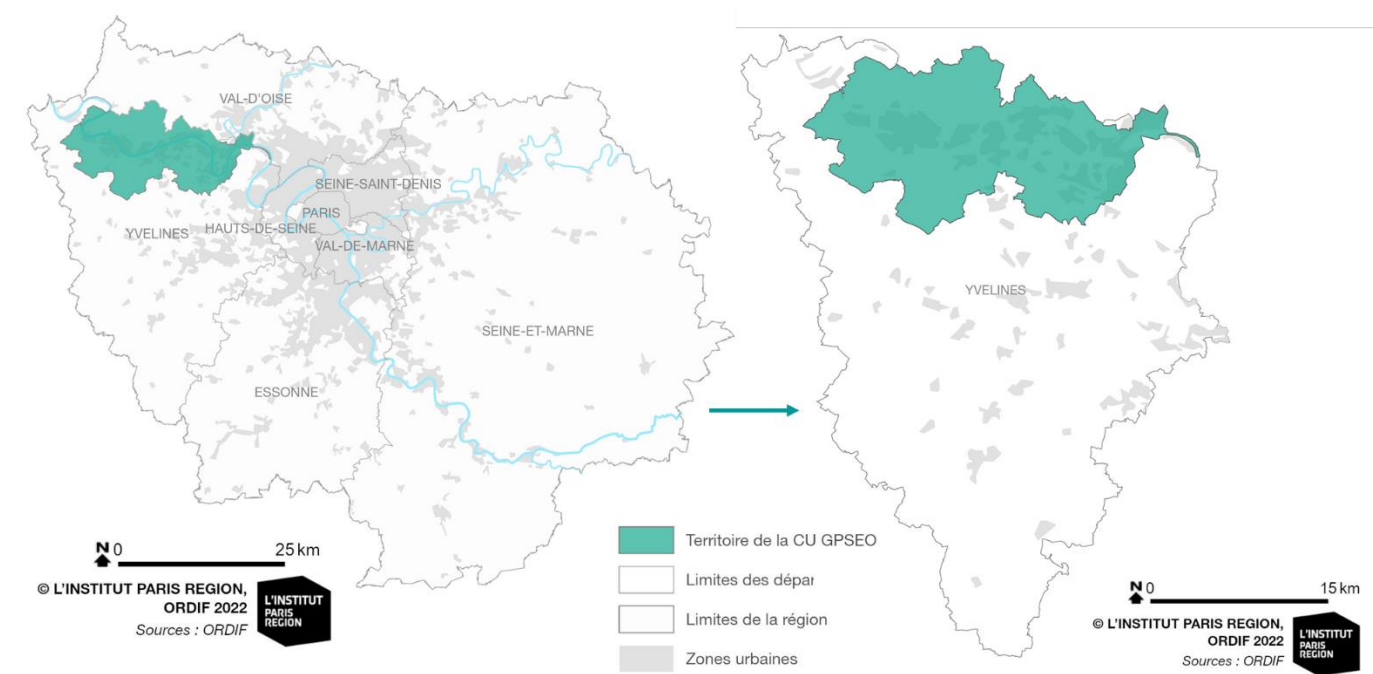 VAL-D'OISE
SEINE-SAINT-DENIS
PARIS
YVELINES
HAUTS-DE-SEINE
VAL-DE-MARNE
SEINE-ET-MARNE
ESSONNE
N 0 25 km
© L'INSTITUT PARIS REGION,
ORDIF 2022
Sources : ORDIF
L'INSTITUT
PARIS
REGION
Territoire de la CU GPSEO
Limites des dépar
Limites de la région
Zones urbaines
YVELINES
N 0 15 km
© L'INSTITUT PARIS REGION,
ORDIF 2022
Sources : ORDIF
L'INSTITUT
PARIS
REGION